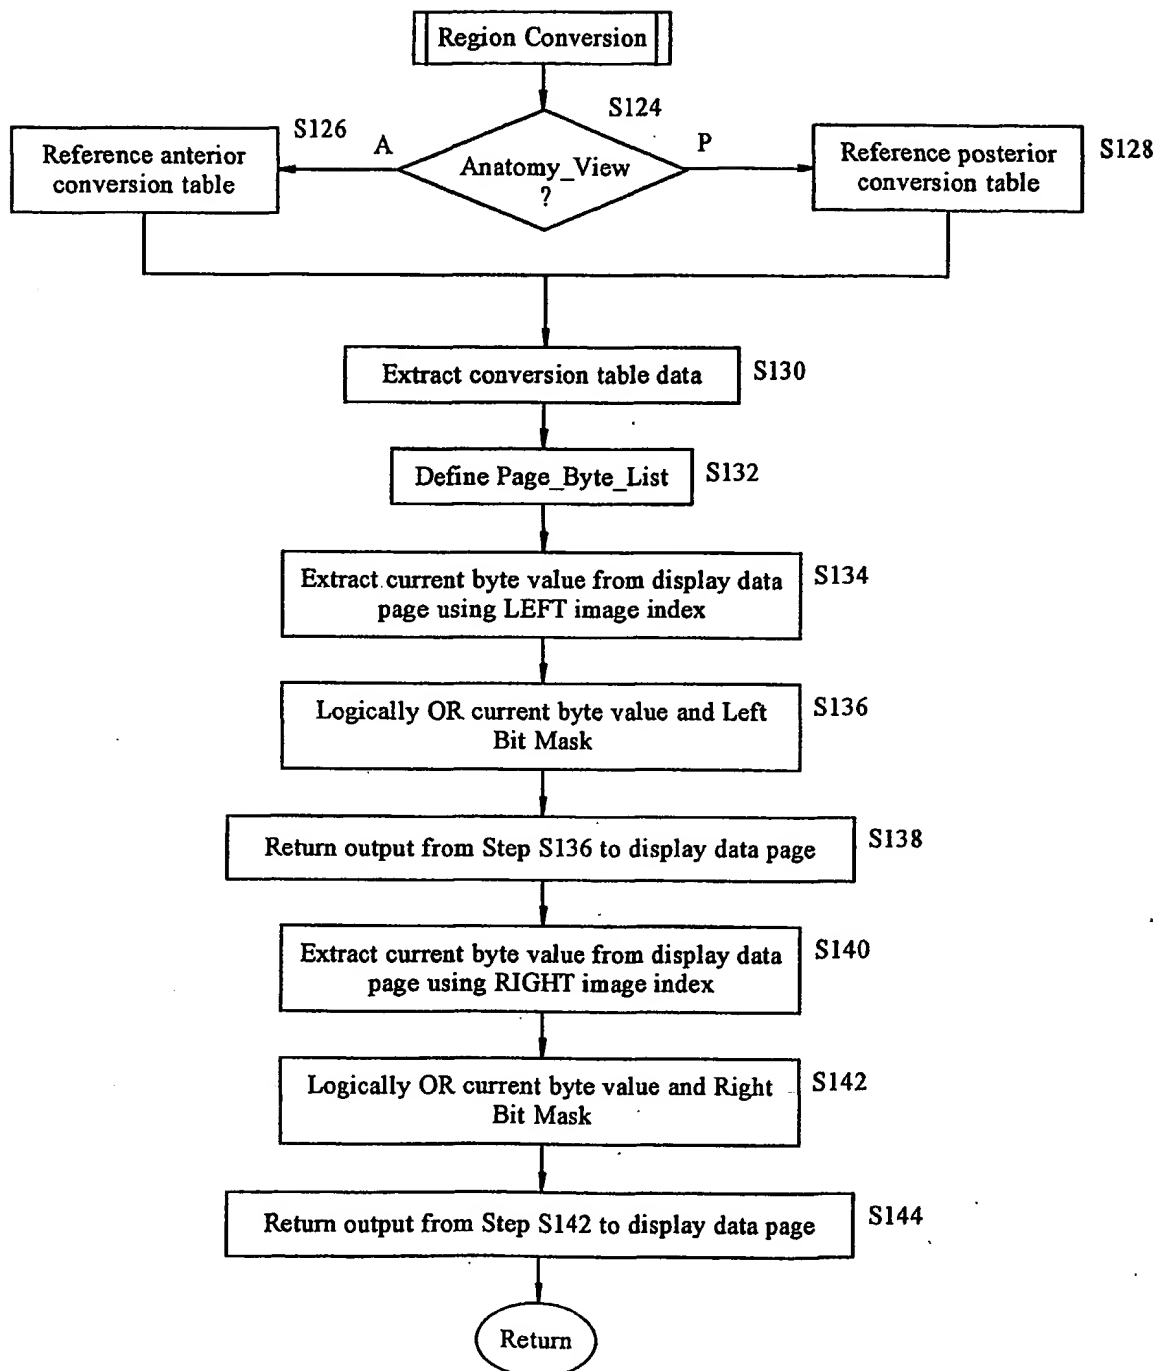 Region Conversion
S124
S126
A
P
Reference anterior
conversion table
Anatomy_View
?
Reference posterior
conversion table
S128
Extract conversion table data
S130
Define Page_Byte_List
S132
Extract current byte value from display data
page using LEFT image index
S134
Logically OR current byte value and Left
Bit Mask
S136
Return output from Step S136 to display data page
S138
Extract current byte value from display data
page using RIGHT image index
S140
Logically OR current byte value and Right
Bit Mask
S142
Return output from Step S142 to display data page
S144
Return